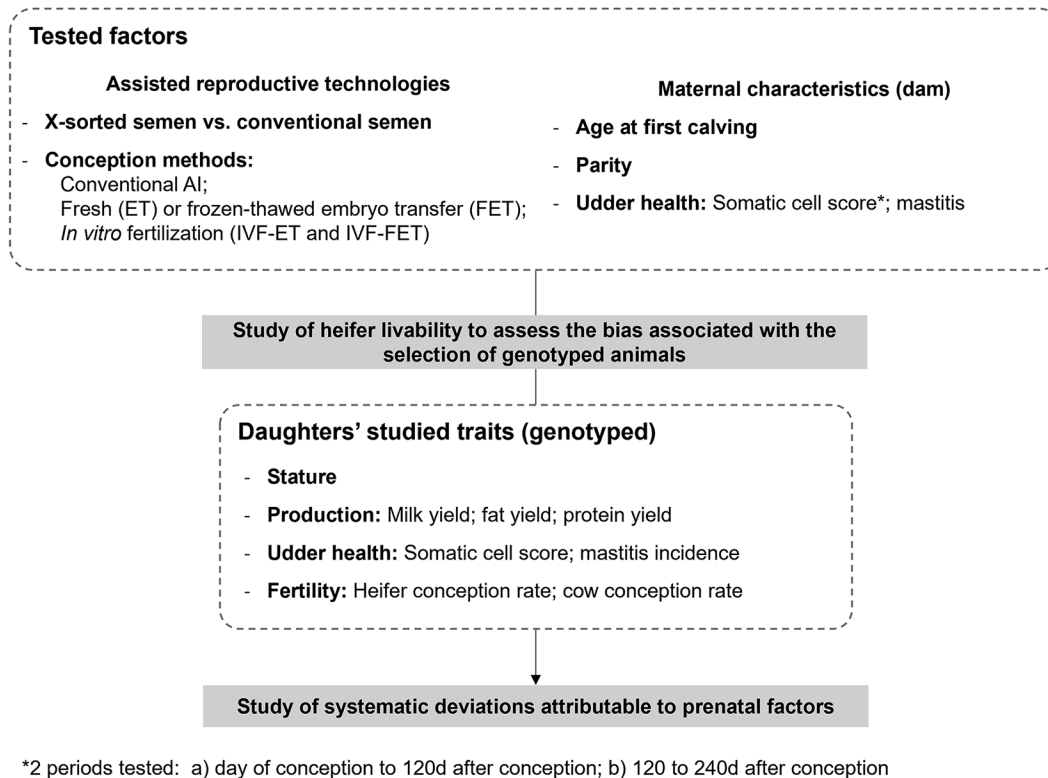 Tested factors
Assisted reproductive technologies
- X-sorted semen vs. conventional semen
- Conception methods:
Conventional AI;
Fresh (ET) or frozen-thawed embryo transfer (FET);
In vitro fertilization (IVF-ET and IVF-FET)
Maternal characteristics (dam)
- Age at first calving
- Parity
- Udder health: Somatic cell score*; mastitis
Study of heifer livability to assess the bias associated with the
selection of genotyped animals
Daughters’ studied traits (genotyped)
- Stature
- Production: Milk yield; fat yield; protein yield
- Udder health: Somatic cell score; mastitis incidence
- Fertility: Heifer conception rate; cow conception rate
Study of systematic deviations attributable to prenatal factors
*2 periods tested: a) day of conception to 120d after conception; b) 120 to 240d after conception